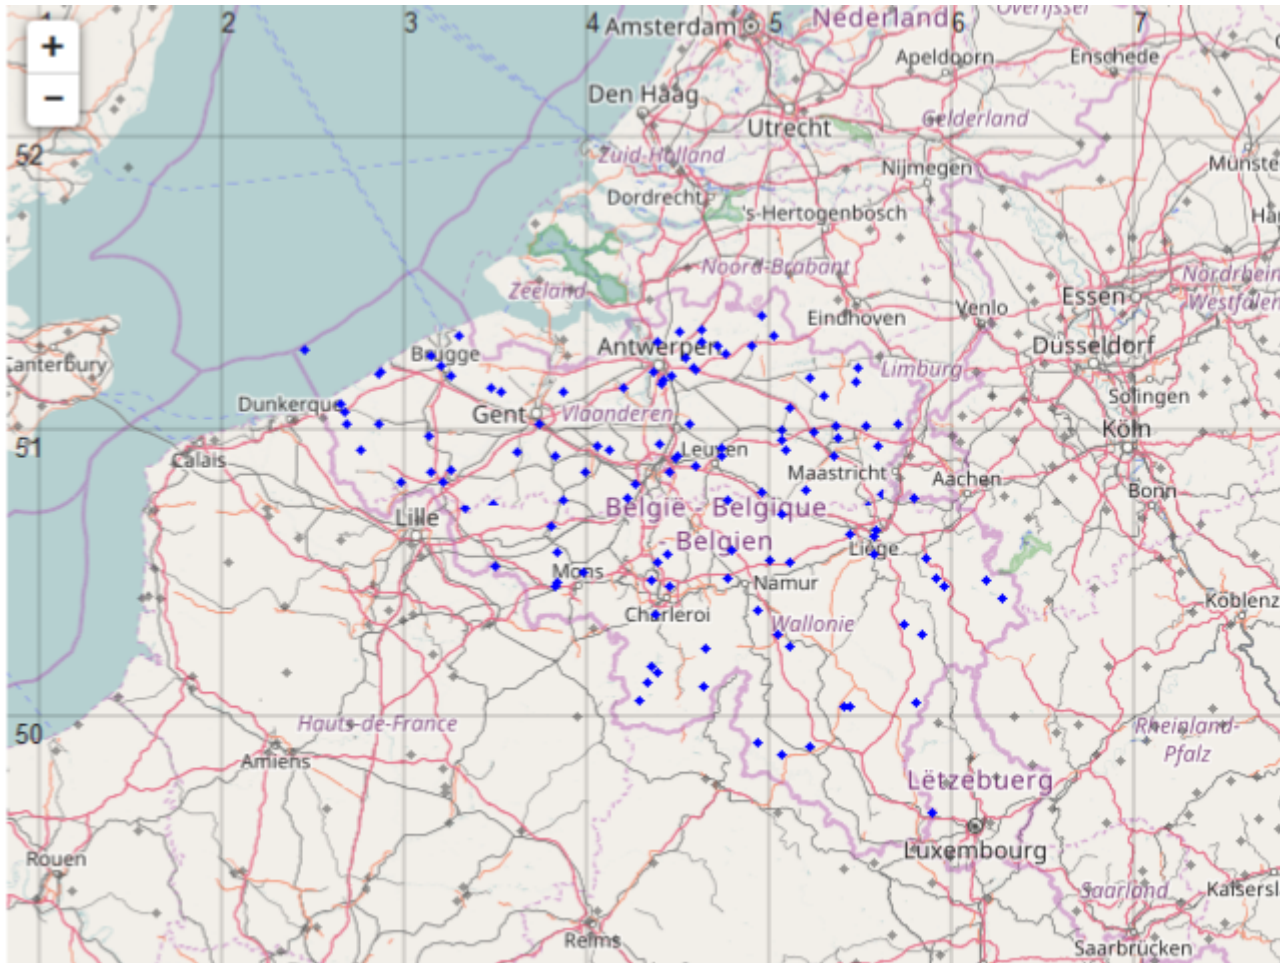 +
−
2
3
4
5
6
7
Amsterdam
Nederland
Overijssel
Apeldoorn
Enschede
Den Haag
Utrecht
Gelderland
52
Zuid-Holland
Nijmegen
Münste
Dordrecht
's-Hertogenbosch
Noord-Brabant
Zeeland
Nordrhein
Westfalen
Essen
Eindhoven
Venlo
Canterbury
Brugge
Antwerpen
Düsseldorf
Limburg
Solingen
Dunkerque
Gent
Vlaanderen
51
Köln
Calais
Leuven
Maastricht
Aachen
Bonn
Lille
België - Belgique
- Belgien
Liège
Mons
Namur
Koblenz
Charleroi
Wallonie
Hauts-de-France
50
Rheinland-
Pfalz
Amiens
Lëtzebuerg
Rouen
Luxembourg
Saarland
Kaisersl
Reims
Saarbrücken